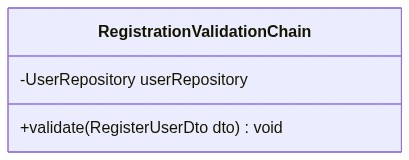 RegistrationValidationChain
-UserRepository userRepository
+validate(RegisterUserDto dto) : void